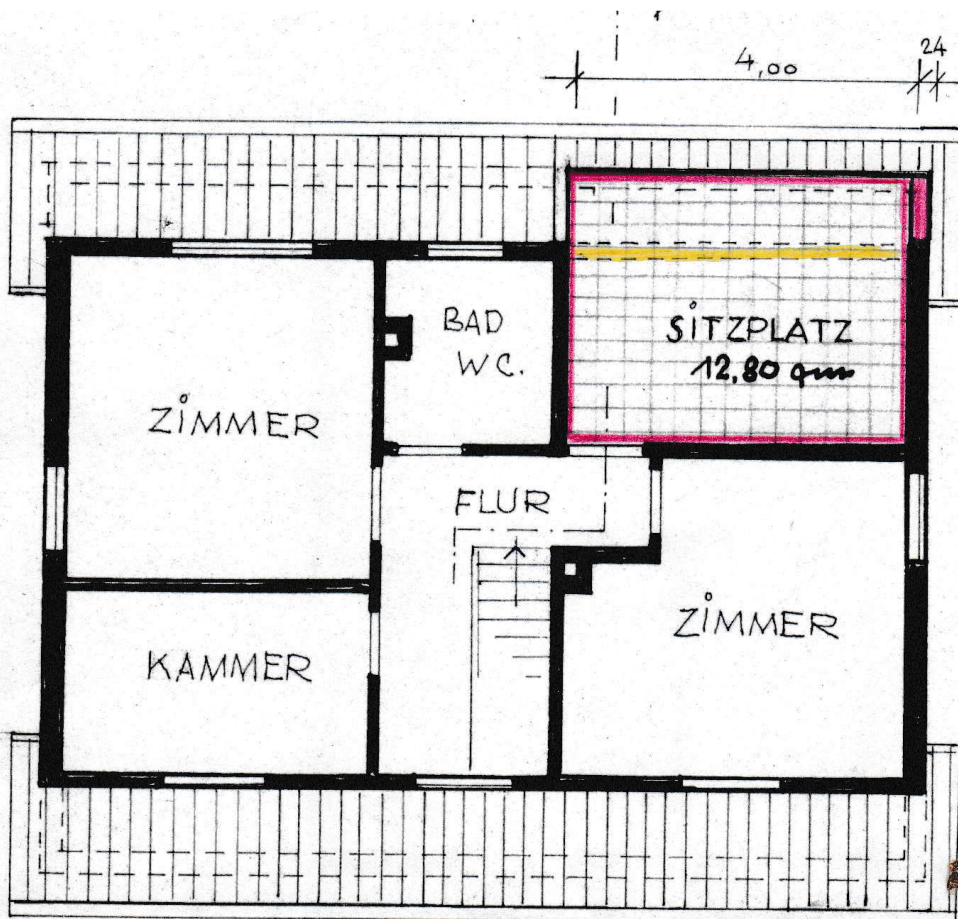 4,00
24
BAD
WC.
SITZPLATZ
12,80 qm
ZIMMER
FLUR
ZIMMER
KAMMER